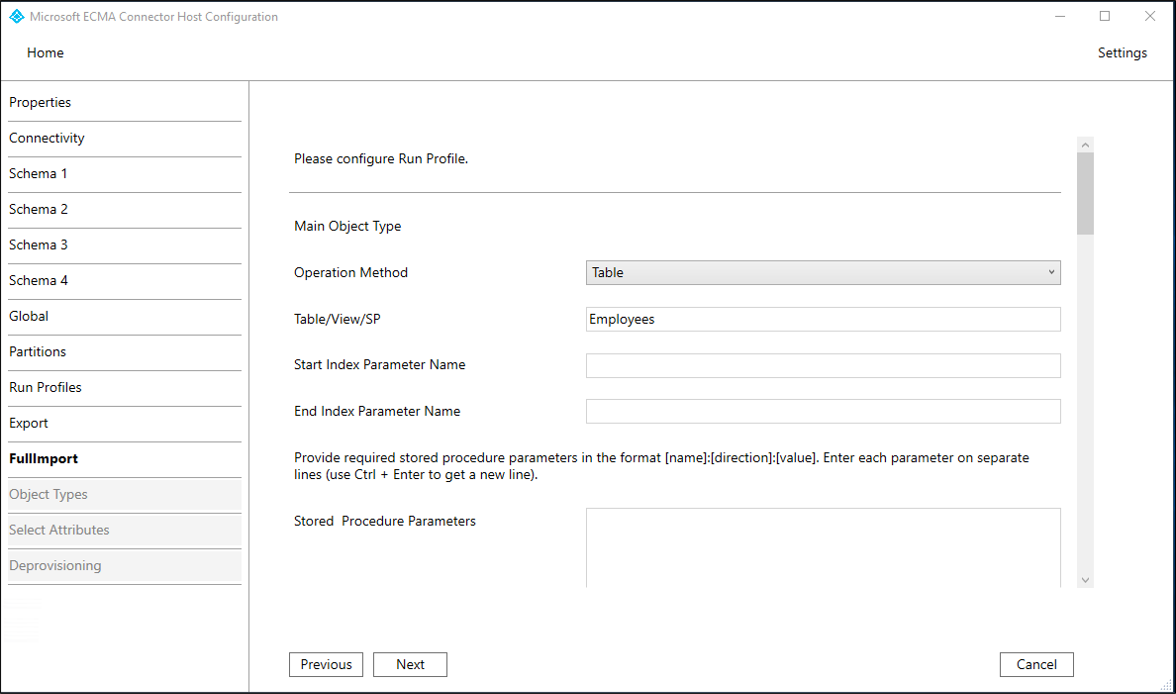 Microsoft ECMA Connector Host Configuration
Home
Settings
Properties
Connectivity
Schema 1
Schema 2
Schema 3
Schema 4
Global
Partitions
Run Profiles
Export
FullImport
Object Types
Select Attributes
Deprovisioning
Please configure Run Profile.
Main Object Type
Operation Method
Table
Table/View/SP
Employees
Start Index Parameter Name
End Index Parameter Name
Provide required stored procedure parameters in the format [name]:[direction]:[value]. Enter each parameter on separate
lines (use Ctrl + Enter to get a new line).
Stored  Procedure Parameters
Previous
Next
Cancel